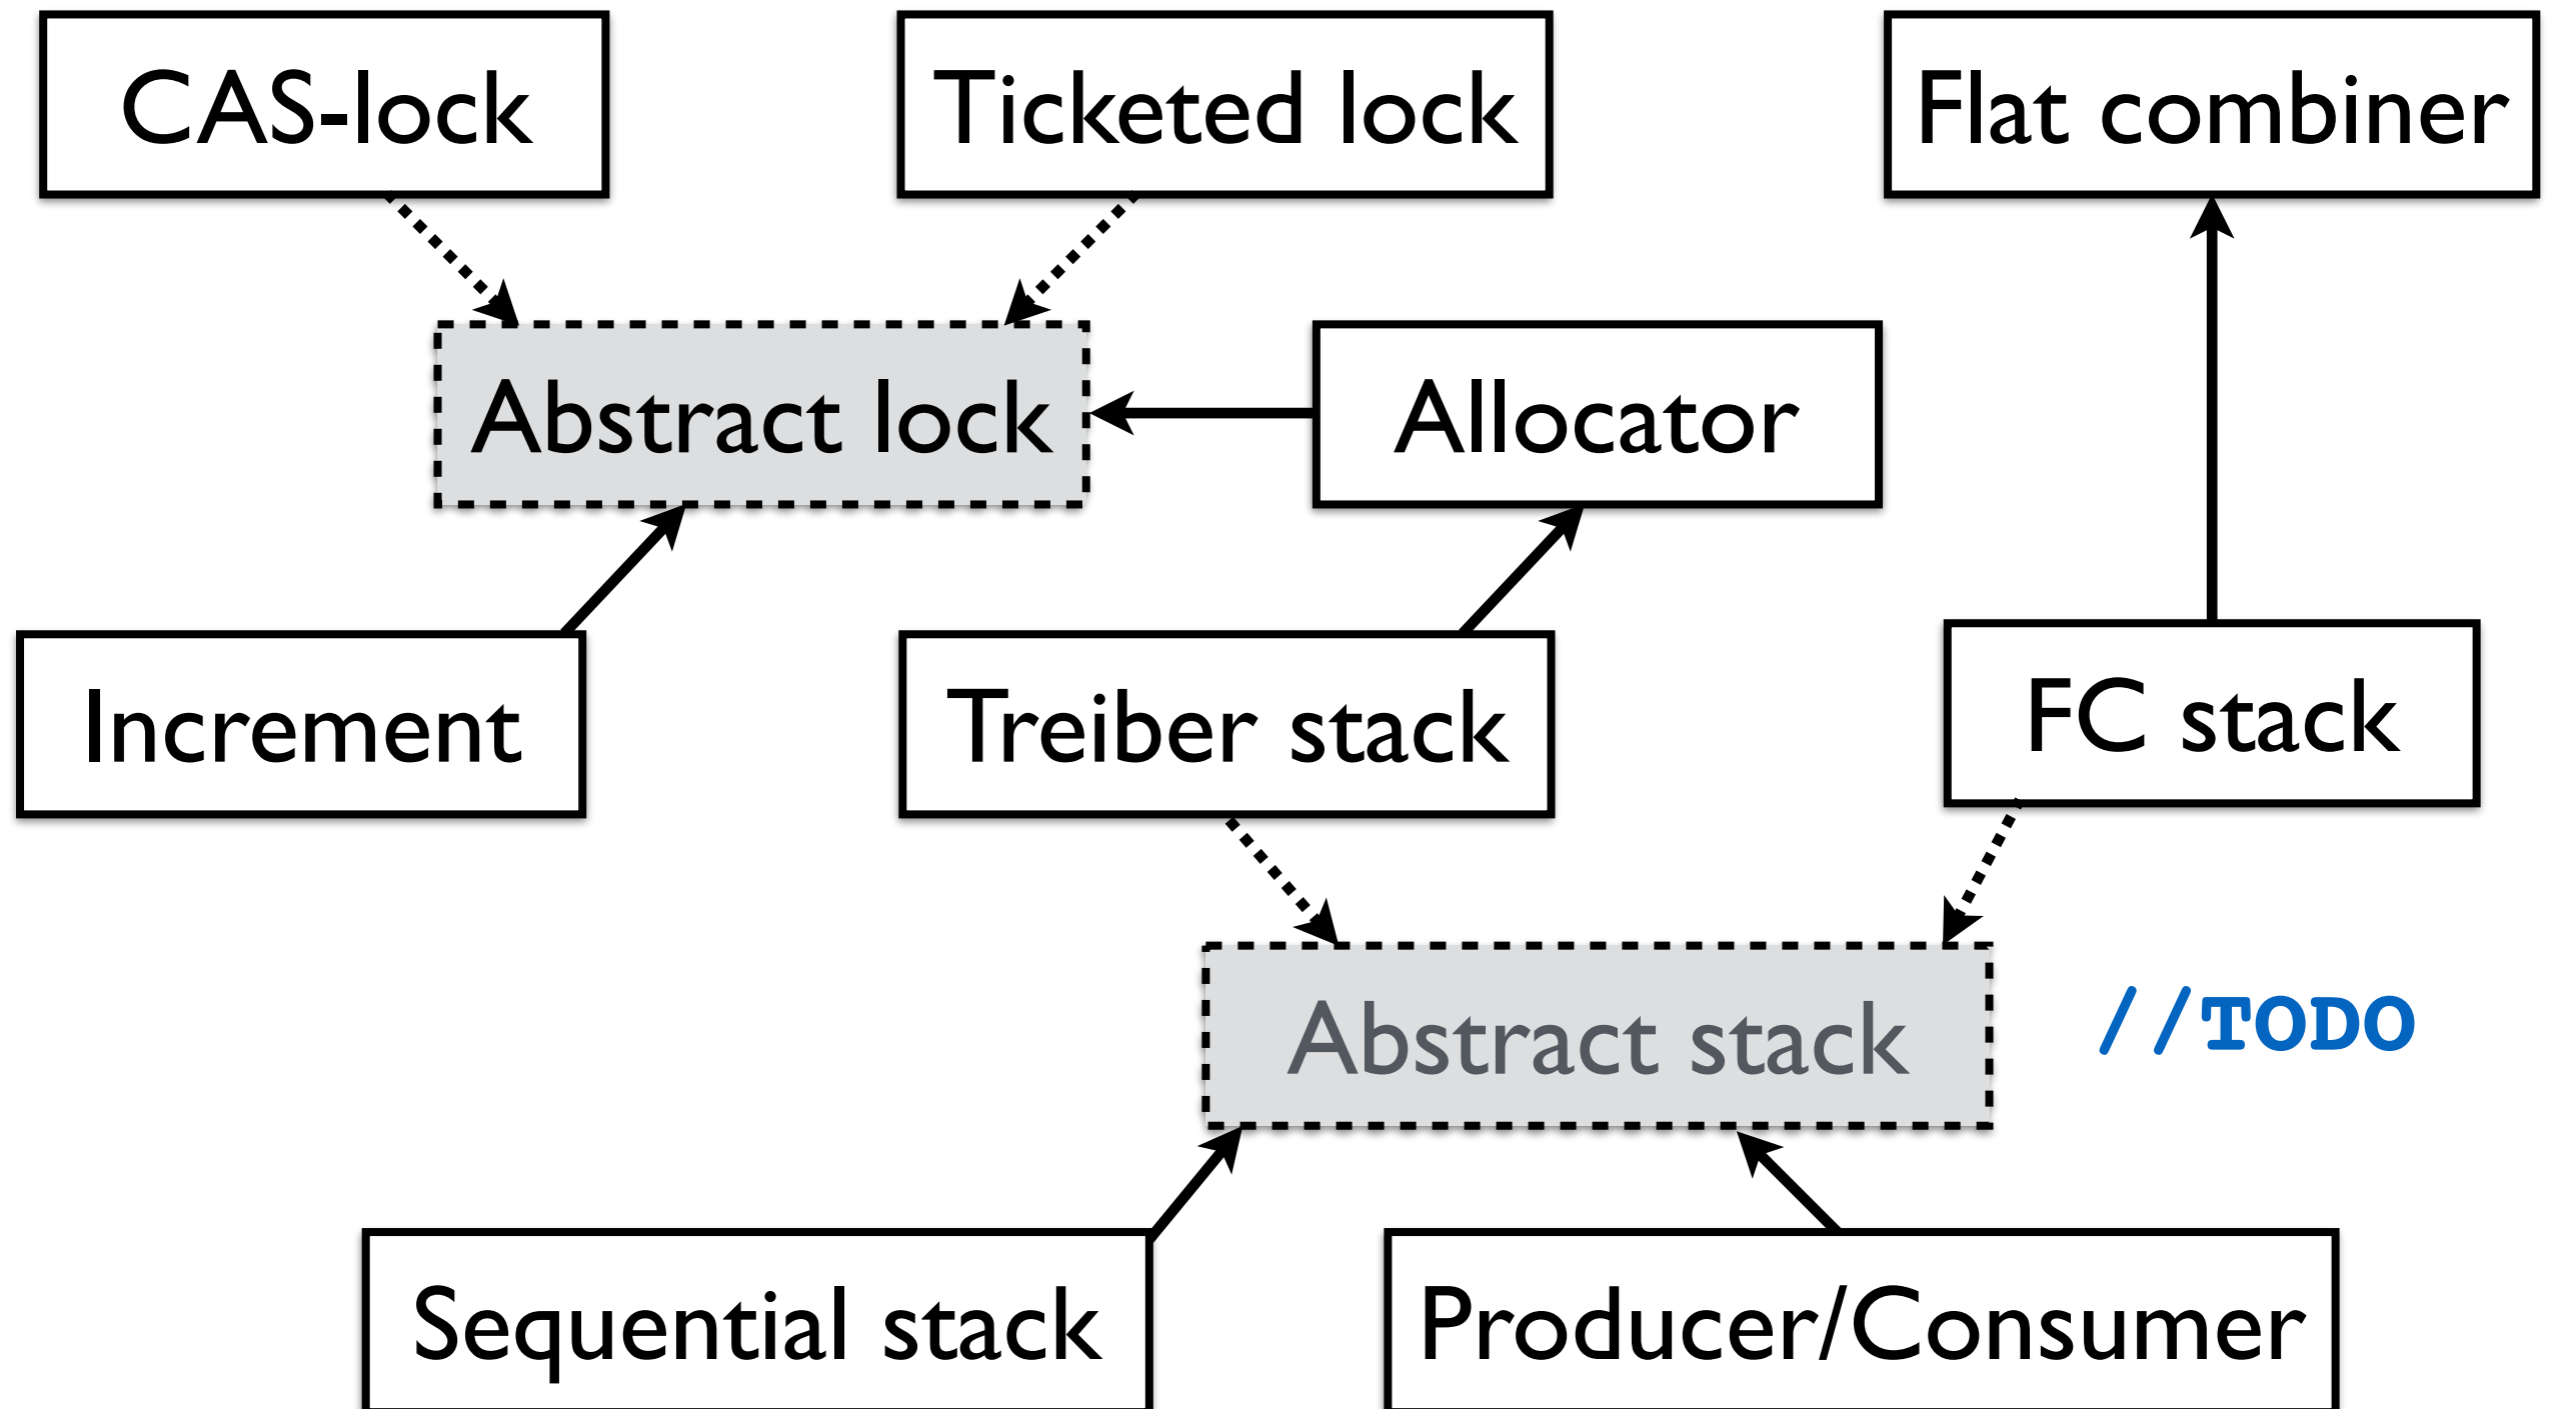 CAS-lock
Ticketed lock
Flat combiner
Abstract lock
Allocator
Increment
Treiber stack
FC stack
Abstract stack
//TODO
Sequential stack
Producer/Consumer